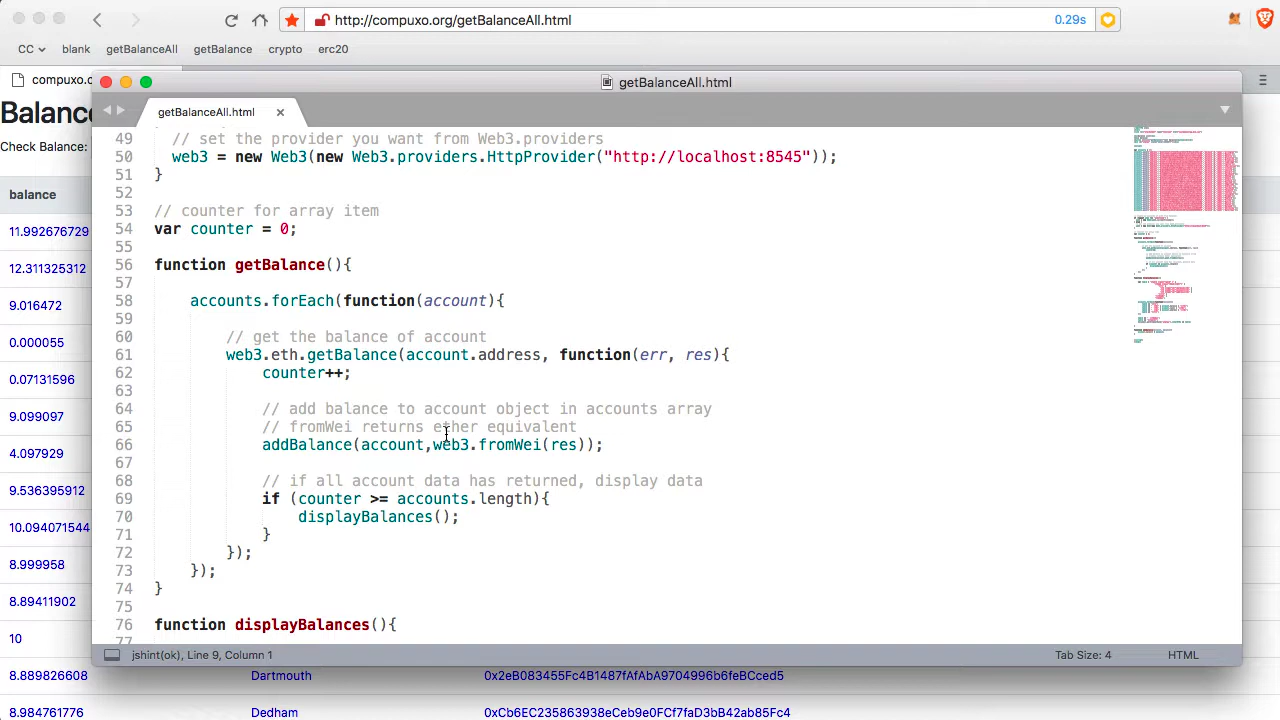 http://compuxo.org/getBalanceAll.html
0.29s
CC
blank
getBalanceAll
getBalance
crypto
erc20
compuxo.o
getBalanceAll.html
getBalanceAll.html
Balance
Check Balance:
balance
11.992676729
12.311325312
9.016472
0.000055
0.07131596
9.099097
4.097929
9.536395912
10.094071544
8.999958
8.89411902
10
8.889826608 Dartmouth 0x2eB083455Fc4B1487fAfAbA9704996b6feBCced5
8.984761776 Dedham 0xCb6EC235863938eCeb9e0FCf7faD3bB42ab85Fc4
49 // set the provider you want from Web3.providers
50 web3 = new Web3(new Web3.providers.HttpProvider("http://localhost:8545"));
51 }
52
53 // counter for array item
54 var counter = 0;
55
56 function getBalance(){
57
58 accounts.forEach(function(account){
59
60 // get the balance of account
61 web3.eth.getBalance(account.address, function(err, res){
62 counter++;
63
64 // add balance to account object in accounts array
65 // fromWei returns ether equivalent
66 addBalance(account,web3.fromWei(res));
67
68 // if all account data has returned, display data
69 if (counter >= accounts.length){
70 displayBalances();
71 }
72 });
73 });
74 }
75
76 function displayBalances(){
77
jshint(ok), Line 9, Column 1
Tab Size: 4
HTML